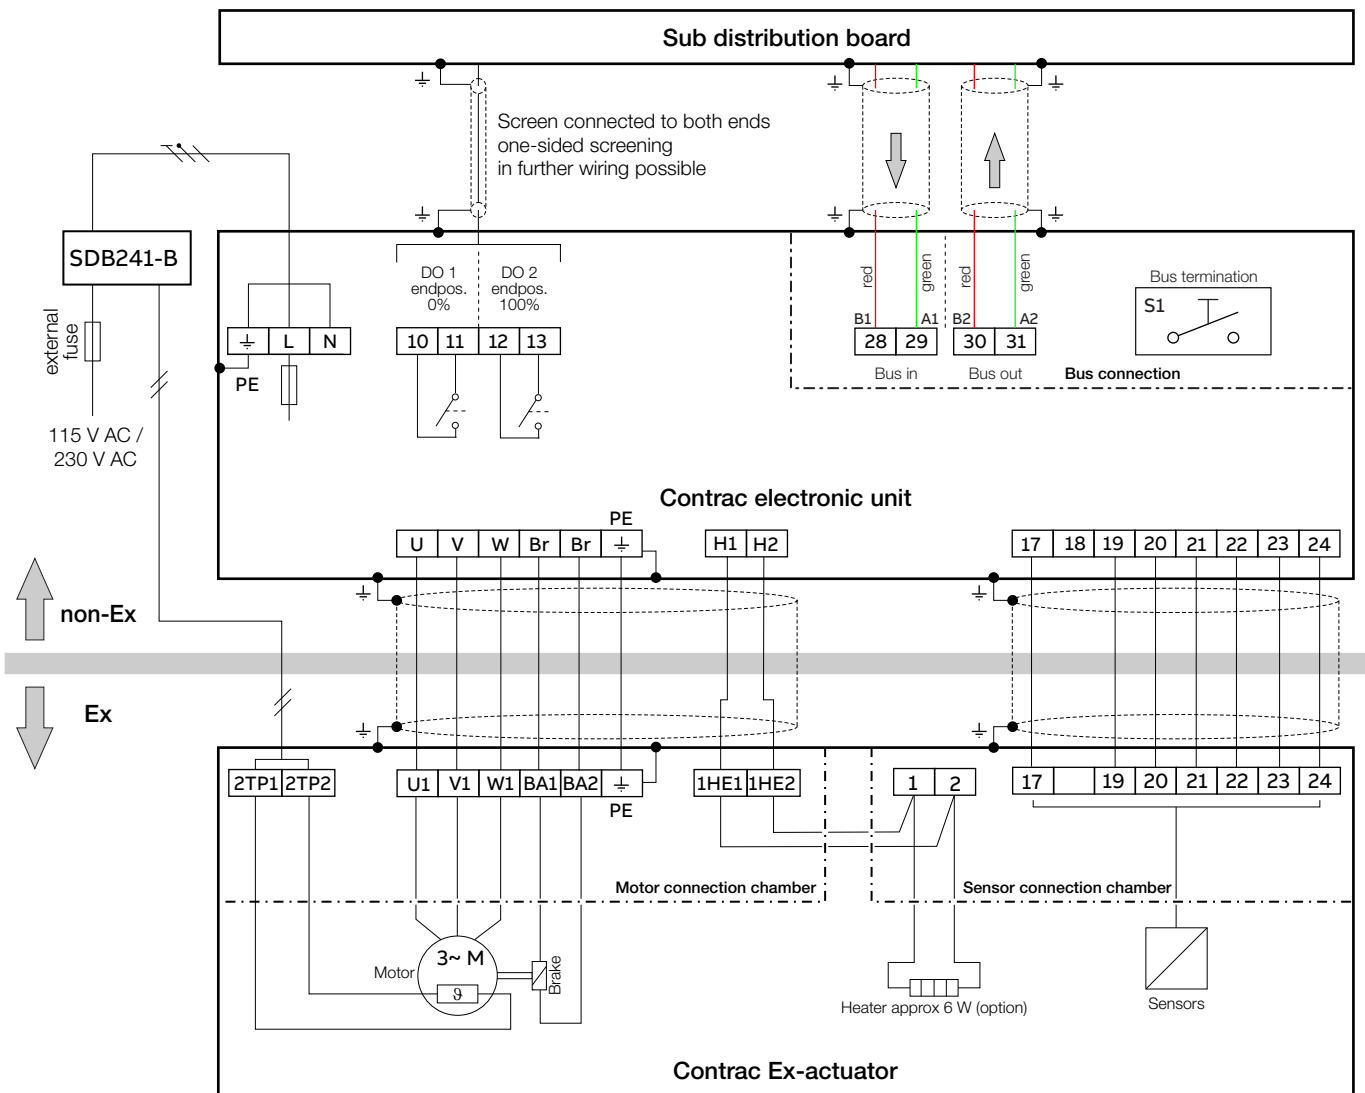 Sub distribution board
Screen connected to both ends
one-sided screening
in further wiring possible
SDB241-B
external
fuse
115 V AC /
230 V AC
L N
PE
DO 1
endpos.
0%
DO 2
endpos.
100%
10 11 12 13
red
green
red
green
B1 A1 B2 A2
28 29 30 31
Bus in
Bus out
Bus connection
Bus termination
S1
Contrac electronic unit
PE
U V W Br Br
H1 H2
17 18 19 20 21 22 23 24
non-Ex
Ex
2TP1 2TP2
U1 V1 W1 BA1 BA2
PE
1HE1 1HE2
1 2
17 19 20 21 22 23 24
Motor connection chamber
Sensor connection chamber
3~ M
Motor
ϑ
Brake
Heater approx 6 W (option)
Sensors
Contrac Ex-actuator